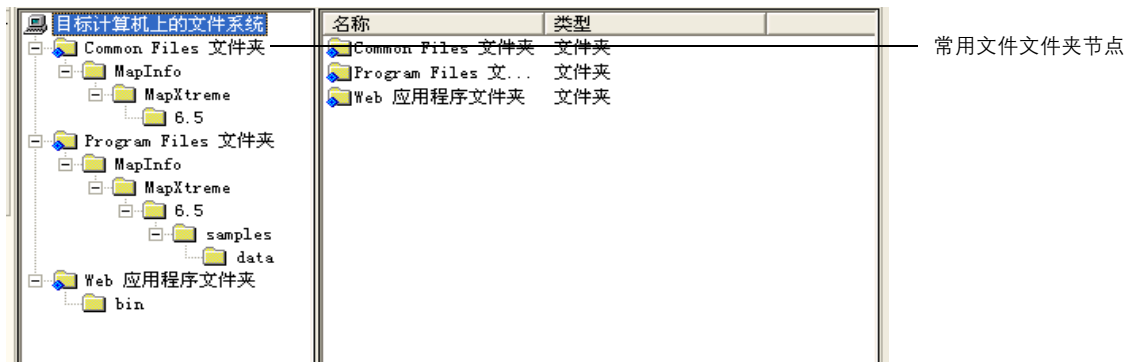 目标计算机上的文件系统
Common Files 文件夹
MapInfo
MapXtreme
6.5
Program Files 文件夹
MapInfo
MapXtreme
6.5
samples
data
Web 应用程序文件夹
bin
名称 类型
Common Files 文件夹 文件夹
Program Files 文... 文件夹
Web 应用程序文件夹 文件夹
常用文件文件夹节点